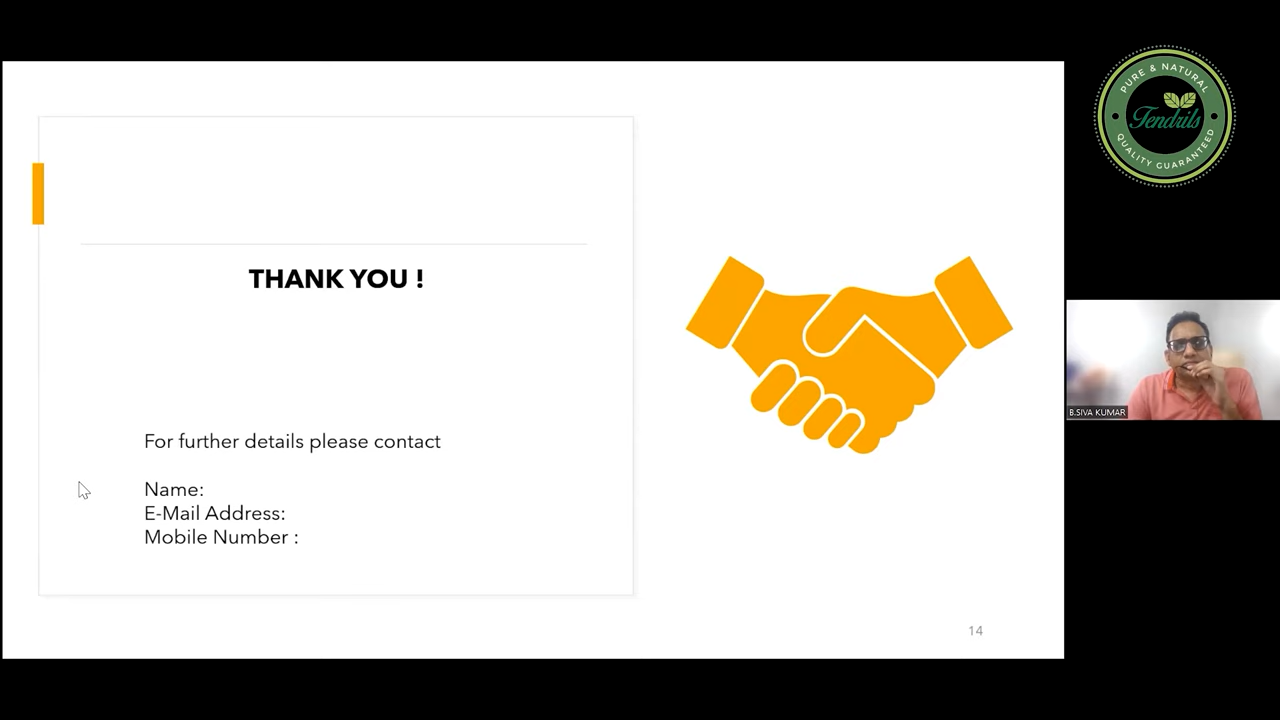 THANK YOU !
For further details please contact
Name:
E-Mail Address:
Mobile Number :
14
PURE & NATURAL
Tendrils
QUALITY GUARANTEED
B.SIVA KUMAR